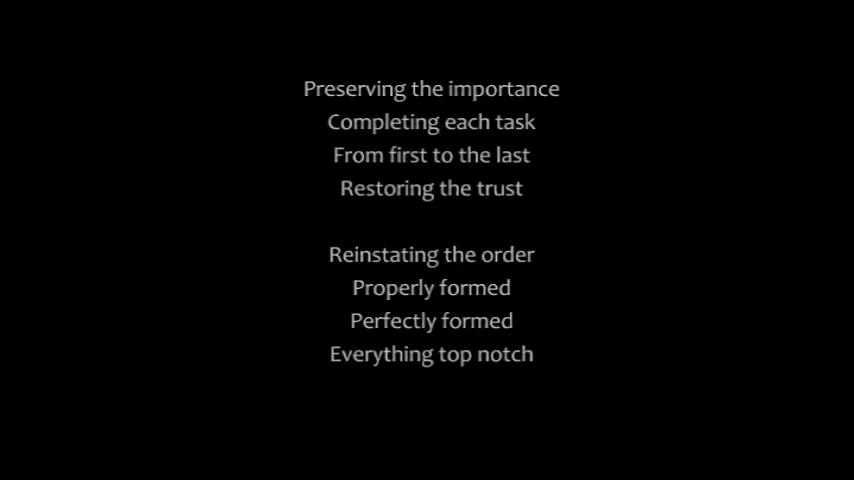 Preserving the importance
Completing each task
From first to the last
Restoring the trust
Reinstating the order
Properly formed
Perfectly formed
Everything top notch